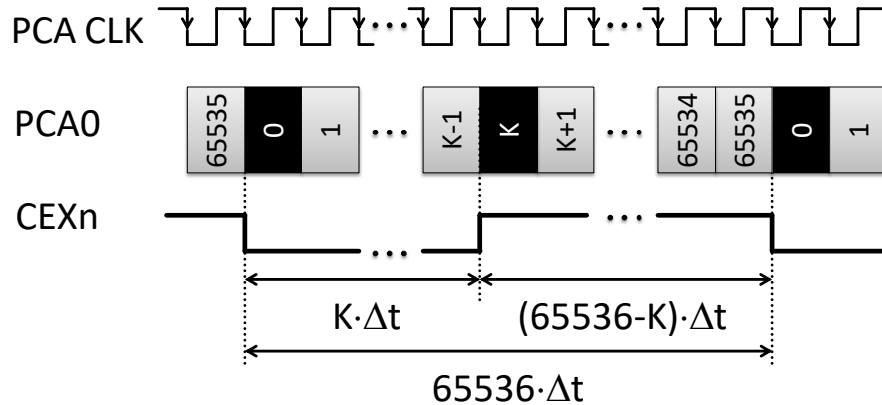 PCA CLK ... ...
PCA0 65535 0 1 ... K-1 K K+1 ... 65534 65535 0 1
CEXn ... ...
K·Δt (65536-K)·Δt
65536·Δt